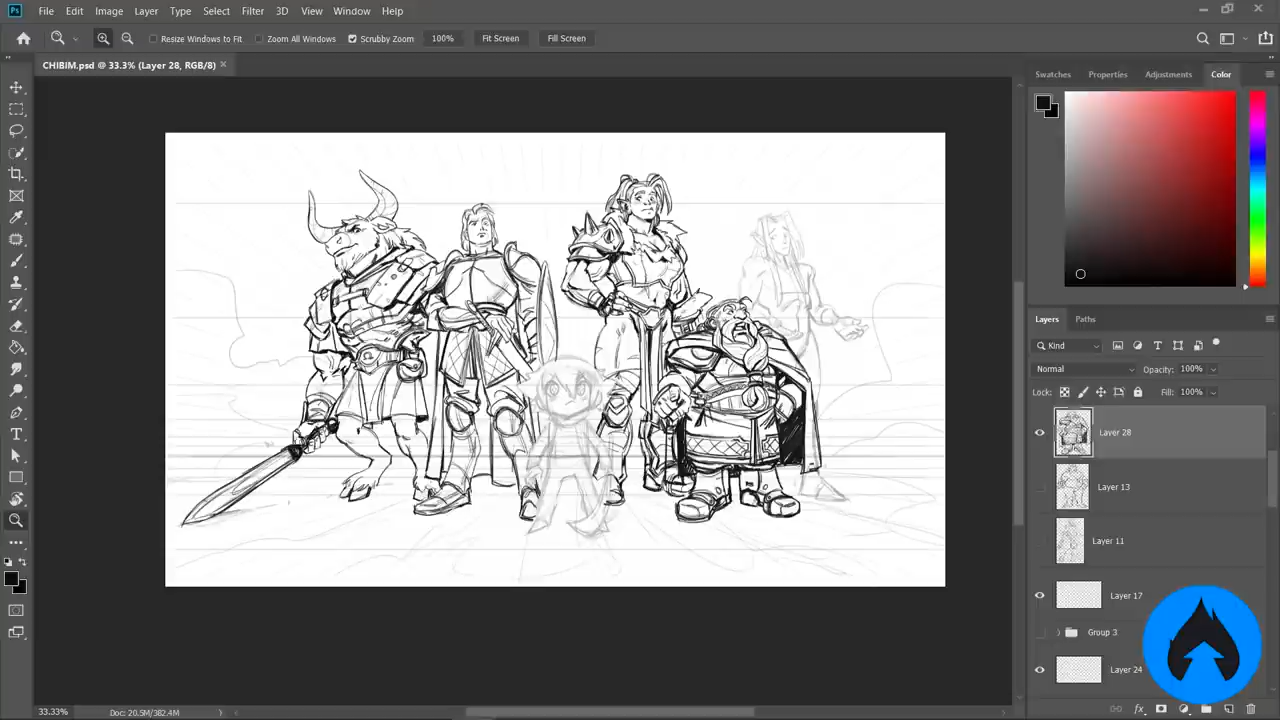 Ps File Edit Image Layer Type Select Filter 3D View Window Help
Resize Windows to Fit Zoom All Windows Scrubby Zoom 100% Fit Screen Fill Screen
CHIBIM.psd @ 33.3% (Layer 28, RGB/8)
Swatches Properties Adjustments Color
Layers Paths
Kind
Normal Opacity: 100%
Lock: Fill: 100%
Layer 28
Layer 13
Layer 11
Layer 17
Group 3
Layer 24
33.33% Doc: 20.5M/382.4M